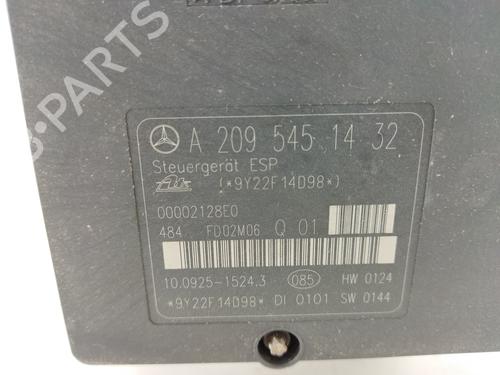 A 209 545 14 32
Steuergerät ESP
(*9Y22F14D98*)
00002128E0
484 FD02M06 Q 01
10.0925-1524.3 085 HW 0124
*9Y22F14D98* DI 0101 SW 0144
B-PARTS